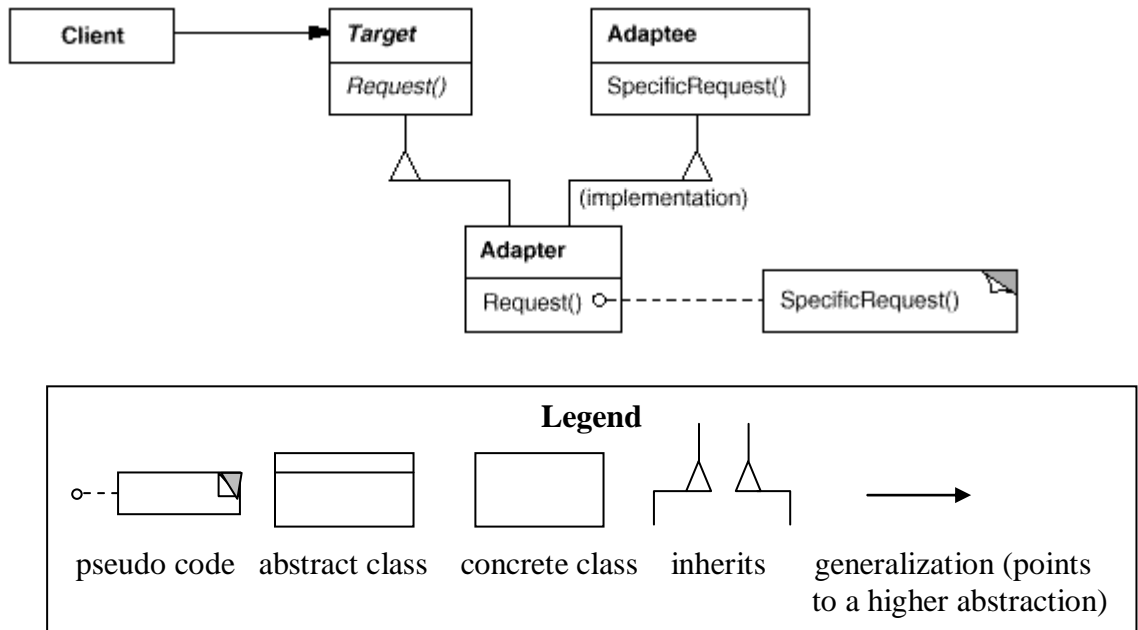 Client
Target
Request()
Adaptee
SpecificRequest()
(implementation)
Adapter
Request()
SpecificRequest()
Legend
pseudo code
abstract class
concrete class
inherits
generalization (points
to a higher abstraction)